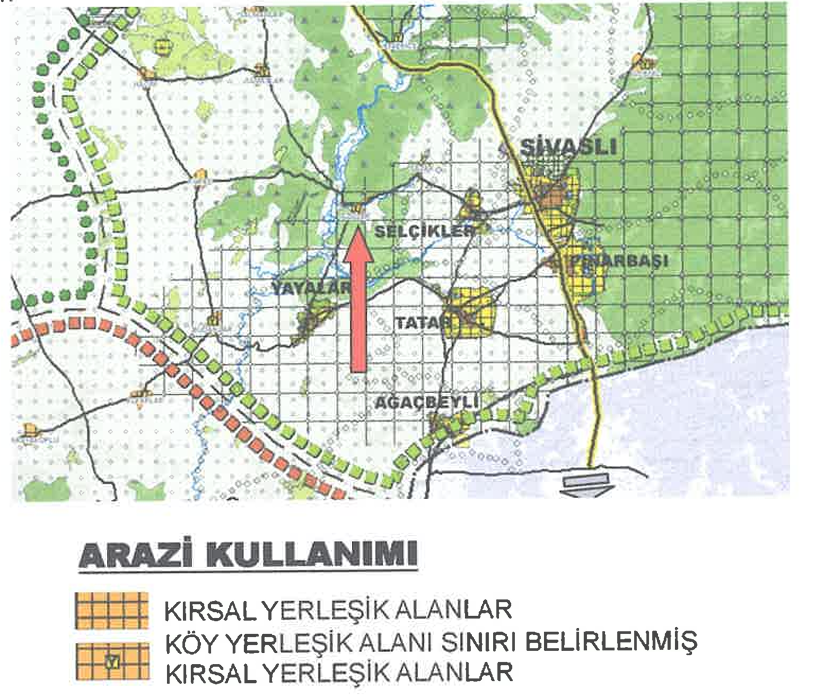 SİVASLI
SELÇİKLER
PINARBAŞI
YAYALAR
TATAR
AĞAÇBEYLİ
ARAZİ KULLANIMI
KIRSAL YERLEŞİK ALANLAR
KÖY YERLEŞİK ALANI SINIRI BELİRLENMİŞ
KIRSAL YERLEŞİK ALANLAR